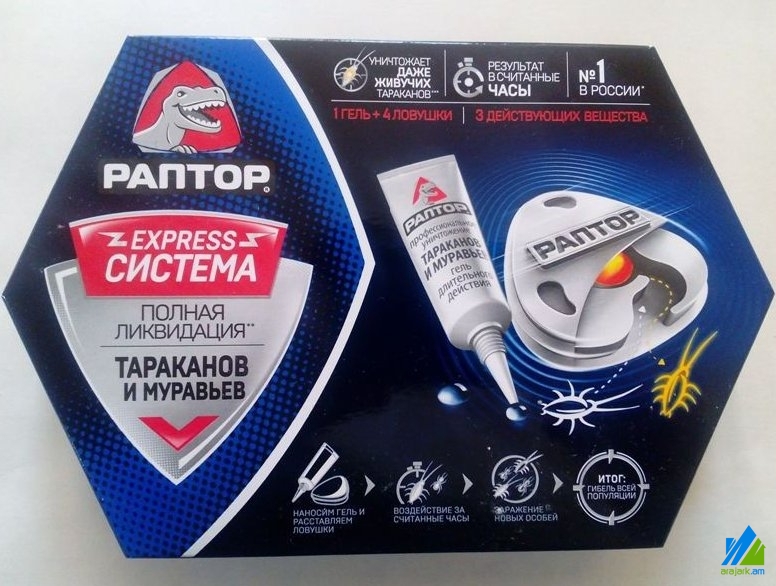 РАПТОР
EXPRESS
СИСТЕМА
ПОЛНАЯ
ЛИКВИДАЦИЯ**
ТАРАКАНОВ
И МУРАВЬЕВ
УНИЧТОЖАЕТ
ДАЖЕ
ЖИВУЧИХ
ТАРАКАНОВ***
РЕЗУЛЬТАТ
В СЧИТАННЫЕ
ЧАСЫ
№1
В РОССИИ*
1 ГЕЛЬ + 4 ЛОВУШКИ
3 ДЕЙСТВУЮЩИХ ВЕЩЕСТВА
РАПТОР
профессиональное
уничтожение
ТАРАКАНОВ
И МУРАВЬЕВ
гель
длительного
действия
РАПТОР
НАНОСИМ ГЕЛЬ И
РАССТАВЛЯЕМ
ЛОВУШКИ
ВОЗДЕЙСТВИЕ ЗА
СЧИТАННЫЕ ЧАСЫ
ЗАРАЖЕНИЕ
НОВЫХ ОСОБЕЙ
ИТОГ:
ГИБЕЛЬ ВСЕЙ
ПОПУЛЯЦИИ
arajark.am